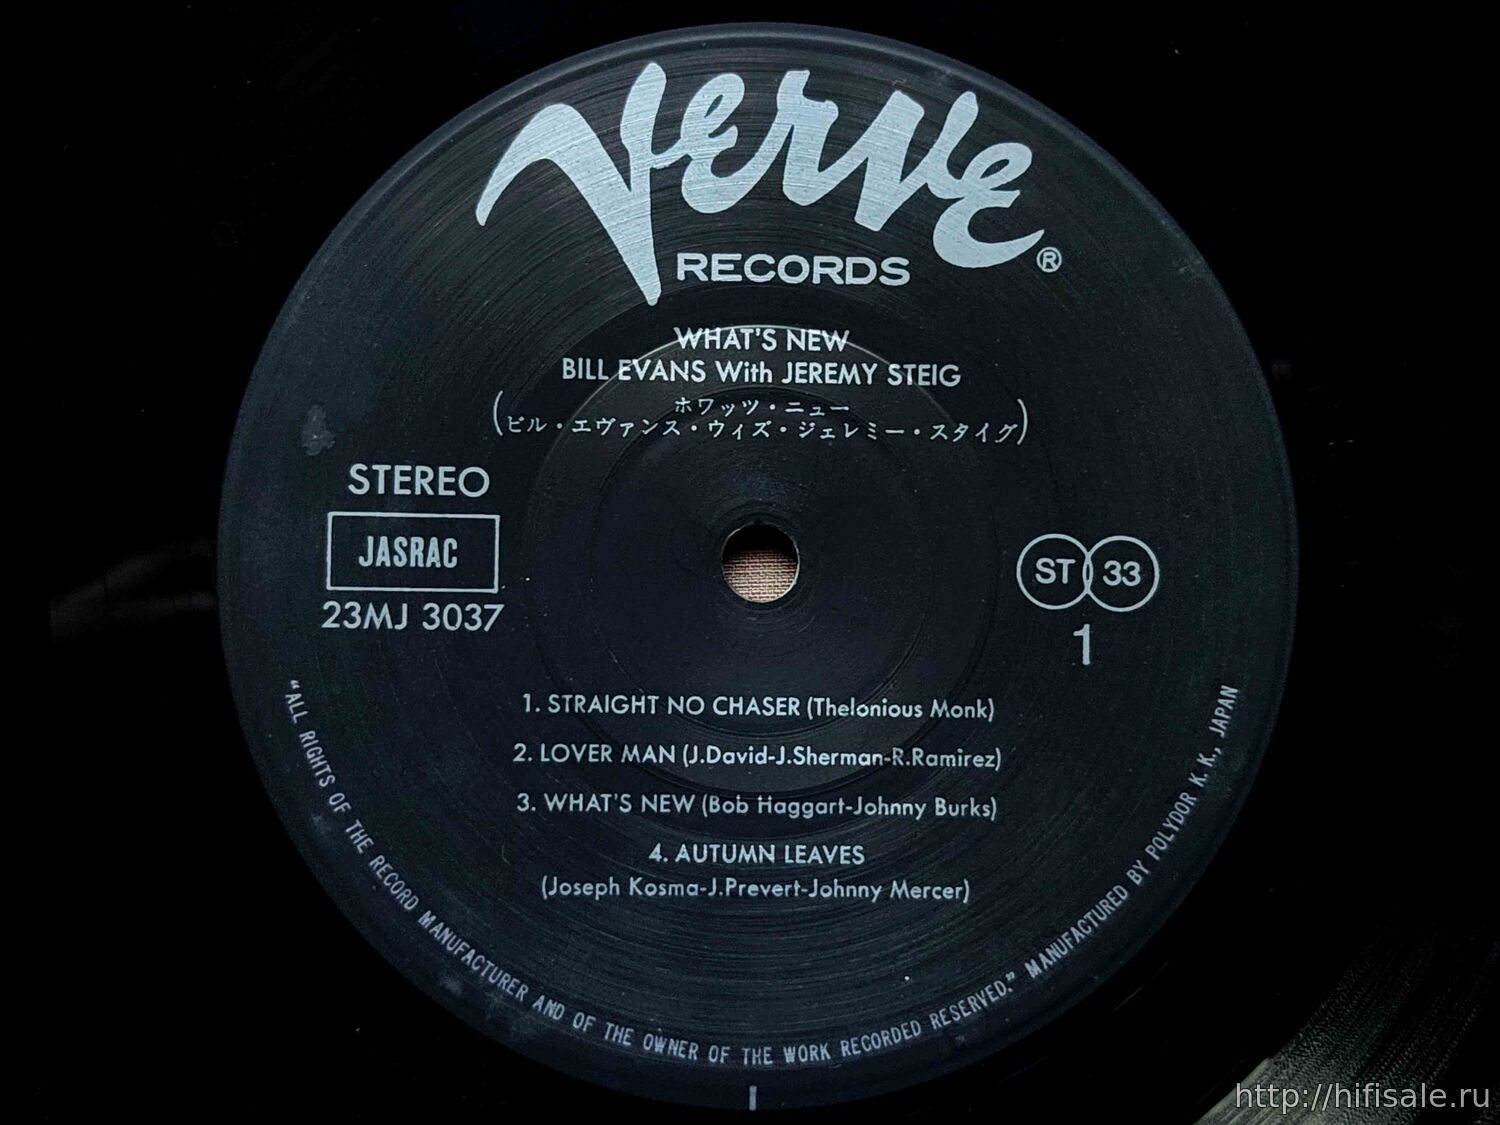 Verve ®
RECORDS
WHAT'S NEW
BILL EVANS With JEREMY STEIG
(ホワッツ・ニュー
ビル・エヴァンス・ウィズ・ジェレミー・スタイグ)
STEREO
JASRAC
23MJ 3037
ST 33
1
1. STRAIGHT NO CHASER (Thelonious Monk)
2. LOVER MAN (J.David-J.Sherman-R.Ramirez)
3. WHAT'S NEW (Bob Haggart-Johnny Burks)
4. AUTUMN LEAVES
(Joseph Kosma-J.Prevert-Johnny Mercer)
"ALL RIGHTS OF THE RECORD MANUFACTURER AND OF THE OWNER OF THE WORK RECORDED RESERVED." MANUFACTURED BY POLYDOR K. K., JAPAN
http://hifisale.ru